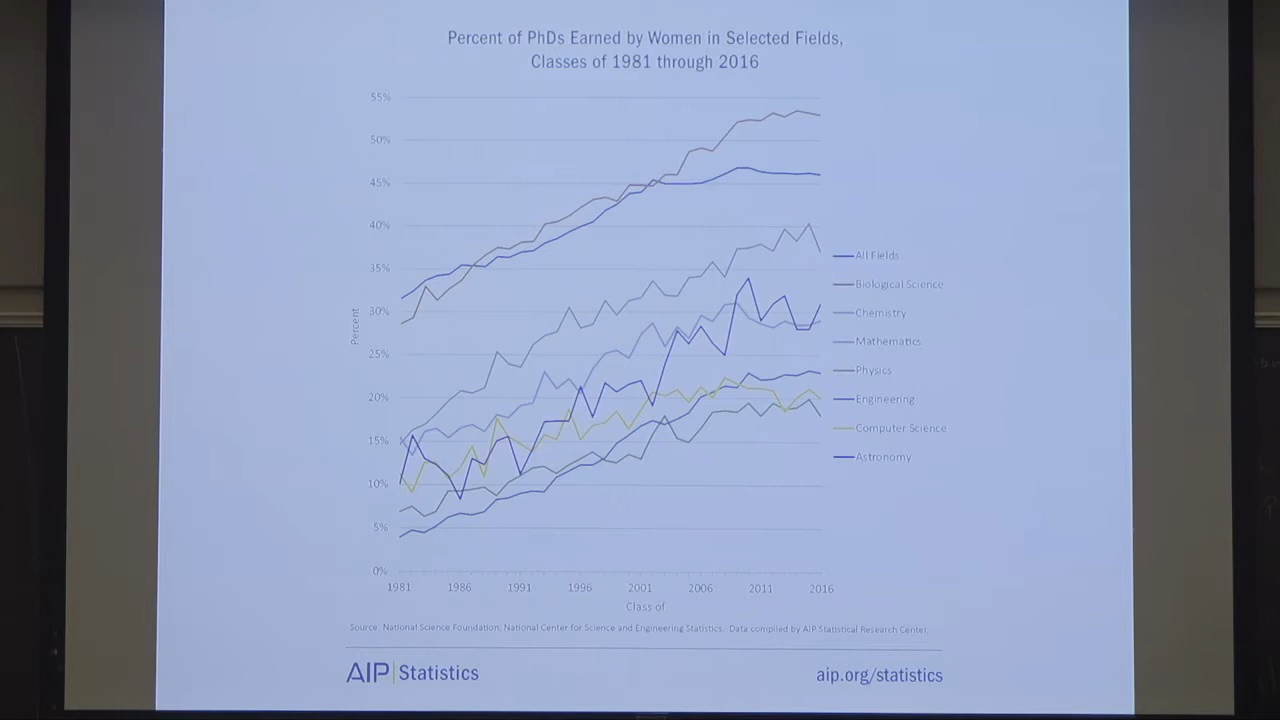 Percent of PhDs Earned by Women in Selected Fields,
Classes of 1981 through 2016
55%
50%
45%
40%
35%
30%
25%
20%
15%
10%
5%
0%
Percent
1981 1986 1991 1996 2001 2006 2011 2016
Class of
All Fields
Biological Science
Chemistry
Mathematics
Physics
Engineering
Computer Science
Astronomy
Source: National Science Foundation, National Center for Science and Engineering Statistics. Data compiled by AIP Statistical Research Center.
AIP Statistics
aip.org/statistics